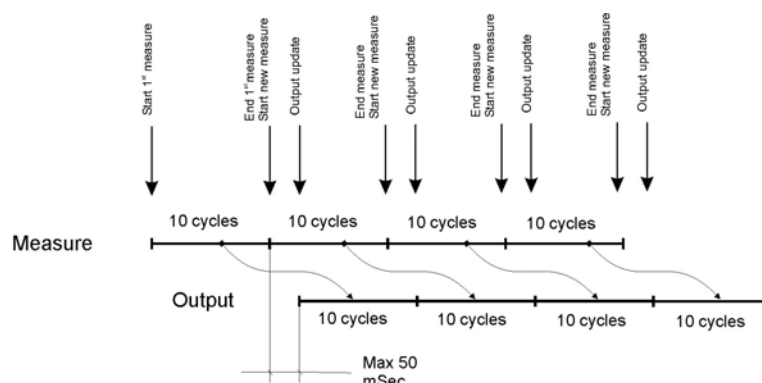 Start 1st measure
End 1st measure
Start new measure
Output update
End measure
Start new measure
Output update
End measure
Start new measure
Output update
End measure
Start new measure
Output update
10 cycles
10 cycles
10 cycles
10 cycles
Measure
Output
10 cycles
10 cycles
10 cycles
10 cycles
Max 50
mSec